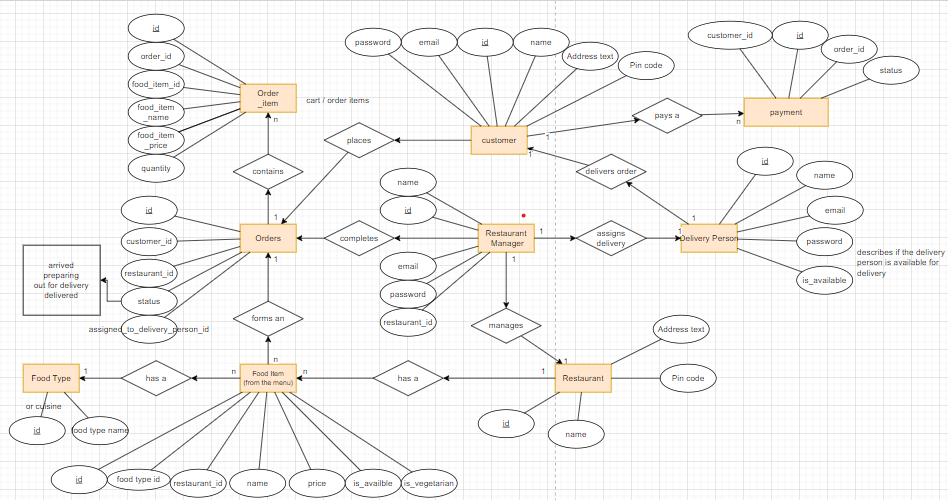 id
order_id
food_item_id
food_item
_name
food_item
_price
quantity
Order
_item
cart / order items
n
password
email
id
name
Address text
Pin code
customer
1
1
pays a
n
customer_id
id
order_id
status
payment
places
contains
1
delivers order
1
id
name
email
password
is_available
Delivery Person
1
describes if the delivery
person is available for
delivery
id
customer_id
restaurant_id
status
assigned_to_delivery_person_id
Orders
1
arrived
preparing
out for delivery
delivered
completes
name
id
email
password
restaurant_id
Restaurant
Manager
1
1
assigns
delivery
forms an
n
manages
1
Address text
Pin code
Food Type
1
has a
n
Food Item
(from the menu)
n
has a
1
Restaurant
or cuisine
id
food type name
id
name
id
food type id
restaurant_id
name
price
is_availble
is_vegetarian